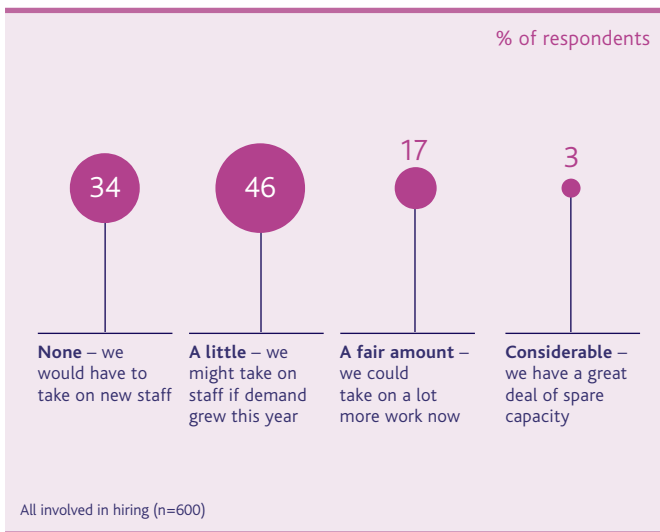 % of respondents
34
46
17
3
None – we
would have to
take on new staff
A little – we
might take on
staff if demand
grew this year
A fair amount –
we could
take on a lot
more work now
Considerable –
we have a great
deal of spare
capacity
All involved in hiring (n=600)